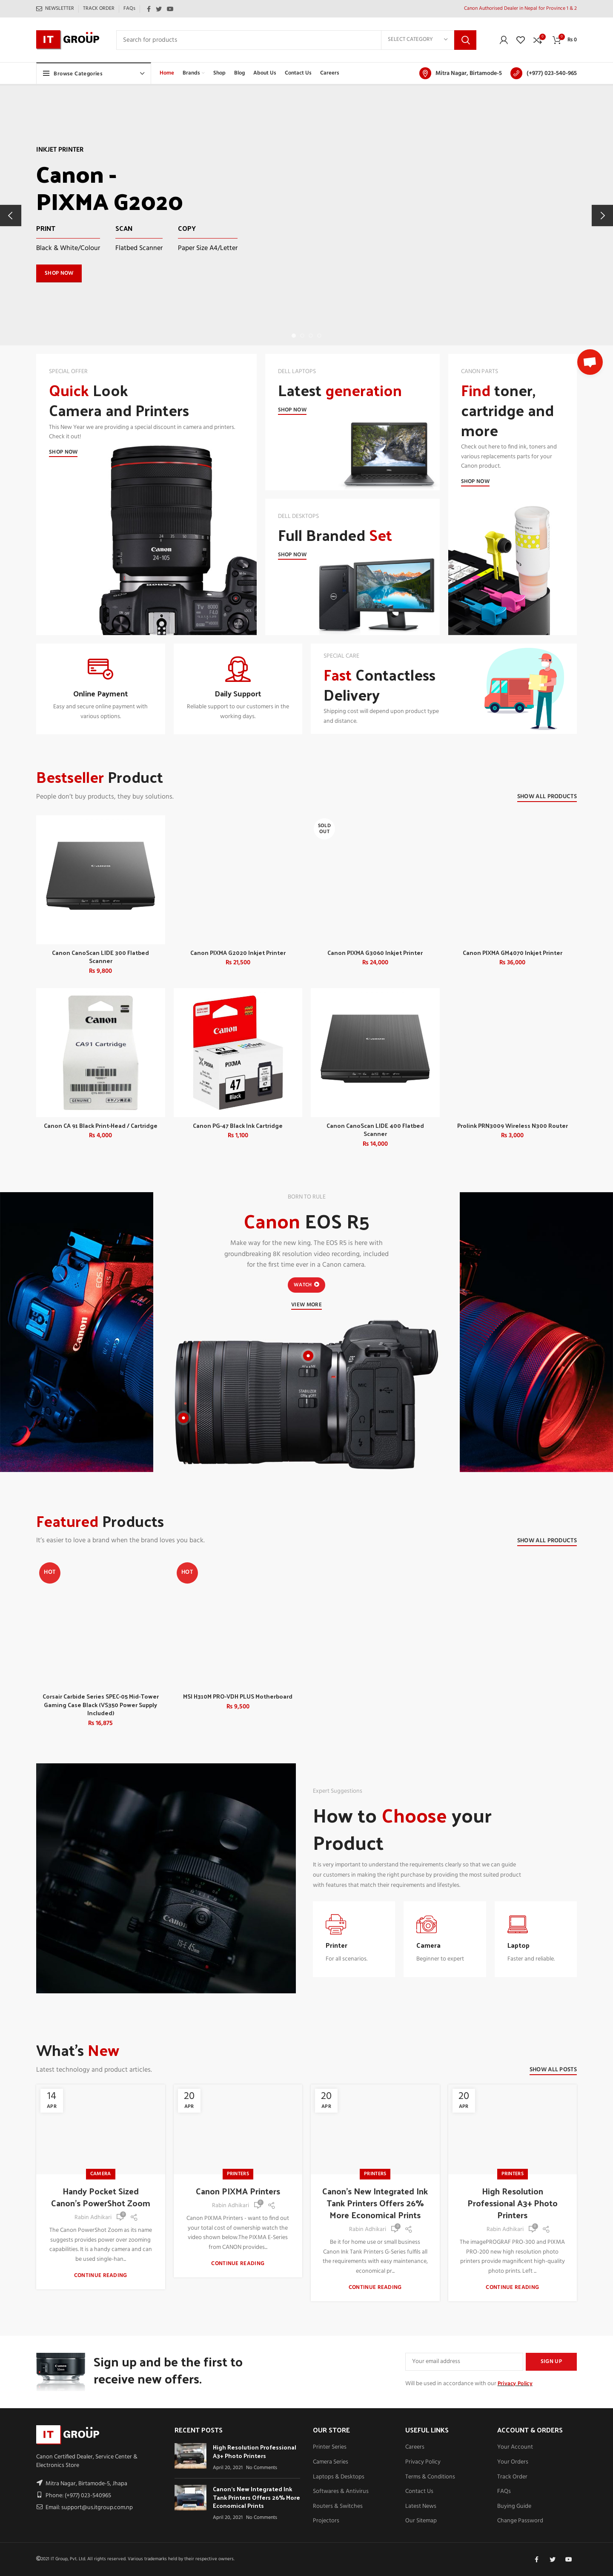 NEWSLETTER TRACK ORDER FAQs
Canon Authorised Dealer in Nepal for Province 1 & 2
IT GROUP
Search for products
SELECT CATEGORY
0 0 ₨ 0
Browse Categories
Home Brands Shop Blog About Us Contact Us Careers
Mitra Nagar, Birtamode-5
(+977) 023-540-965
INKJET PRINTER
Canon -
PIXMA G2020
PRINT SCAN COPY
Black & White/Colour Flatbed Scanner Paper Size A4/Letter
SHOP NOW
SPECIAL OFFER
Quick Look
Camera and Printers
This New Year we are providing a special discount in camera and printers.
Check it out!
SHOP NOW
DELL LAPTOPS
Latest generation
SHOP NOW
DELL DESKTOPS
Full Branded Set
SHOP NOW
CANON PARTS
Find toner,
cartridge and
more
Check out here to find ink, toners and
various replacements parts for your
Canon product.
SHOP NOW
Online Payment
Easy and secure online payment with
various options.
Daily Support
Reliable support to our customers in the
working days.
SPECIAL CARE
Fast Contactless
Delivery
Shipping cost will depend upon product type
and distance.
Bestseller Product
People don't buy products, they buy solutions.
SHOW ALL PRODUCTS
SOLD
OUT
Canon CanoScan LIDE 300 Flatbed
Scanner
₨ 9,800
Canon PIXMA G2020 Inkjet Printer
₨ 21,500
Canon PIXMA G3060 Inkjet Printer
₨ 24,000
Canon PIXMA GM4070 Inkjet Printer
₨ 36,000
Canon
CA91 Cartridge
Canon
47
Black
47
Canon CA 91 Black Print-Head / Cartridge
₨ 4,000
Canon PG-47 Black Ink Cartridge
₨ 1,100
Canon CanoScan LIDE 400 Flatbed
Scanner
₨ 14,000
Prolink PRN3009 Wireless N300 Router
₨ 3,000
BORN TO RULE
Canon EOS R5
Make way for the new king. The EOS R5 is here with
groundbreaking 8K resolution video recording, included
for the first time ever in a Canon camera.
WATCH
VIEW MORE
Featured Products
It's easier to love a brand when the brand loves you back.
SHOW ALL PRODUCTS
HOT
HOT
Corsair Carbide Series SPEC-05 Mid-Tower
Gaming Case Black (VS350 Power Supply
Included)
₨ 16,875
MSI H310M PRO-VDH PLUS Motherboard
₨ 9,500
Expert Suggestions
How to Choose your
Product
It is very important to understand the requirements clearly so that we can guide
our customers in making the right purchase by providing the most suited product
with features that match their requirements and lifestyles.
Printer
For all scenarios.
Camera
Beginner to expert
Laptop
Faster and reliable.
What's New
Latest technology and product articles.
SHOW ALL POSTS
14
APR
CAMERA
Handy Pocket Sized
Canon's PowerShot Zoom
Rabin Adhikari
The Canon PowerShot Zoom as its name
suggests provides power over zooming
capabilities. It is a handy camera and can
be used single-han...
CONTINUE READING
20
APR
PRINTERS
Canon PIXMA Printers
Rabin Adhikari
Canon PIXMA Printers - want to find out
your total cost of ownership watch the
video shown below.The PIXMA E-Series
from CANON provides...
CONTINUE READING
20
APR
PRINTERS
Canon's New Integrated Ink
Tank Printers Offers 26%
More Economical Prints
Rabin Adhikari
Be it for home use or small business
Canon Ink Tank Printers G-Series fulfils all
the requirements with easy maintenance,
economical pr...
CONTINUE READING
20
APR
PRINTERS
High Resolution
Professional A3+ Photo
Printers
Rabin Adhikari
The imagePROGRAF PRO-300 and PIXMA
PRO-200 new high resolution photo
printers provide magnificent high-quality
photo prints. Left ...
CONTINUE READING
Sign up and be the first to
receive new offers.
Your email address
SIGN UP
Will be used in accordance with our Privacy Policy
IT GROUP
Canon Certified Dealer, Service Center &
Electronics Store
Mitra Nagar, Birtamode-5, Jhapa
Phone: (+977) 023-540965
Email: support@us.itgroup.com.np
RECENT POSTS
High Resolution Professional
A3+ Photo Printers
April 20, 2021 No Comments
Canon's New Integrated Ink
Tank Printers Offers 26% More
Economical Prints
April 20, 2021 No Comments
OUR STORE
Printer Series
Camera Series
Laptops & Desktops
Softwares & Antivirus
Routers & Switches
Projectors
USEFUL LINKS
Careers
Privacy Policy
Terms & Conditions
Contact Us
Latest News
Our Sitemap
ACCOUNT & ORDERS
Your Account
Your Orders
Track Order
FAQs
Buying Guide
Change Password
©2021 IT Group, Pvt. Ltd. All rights reserved. Various trademarks held by their respective owners.